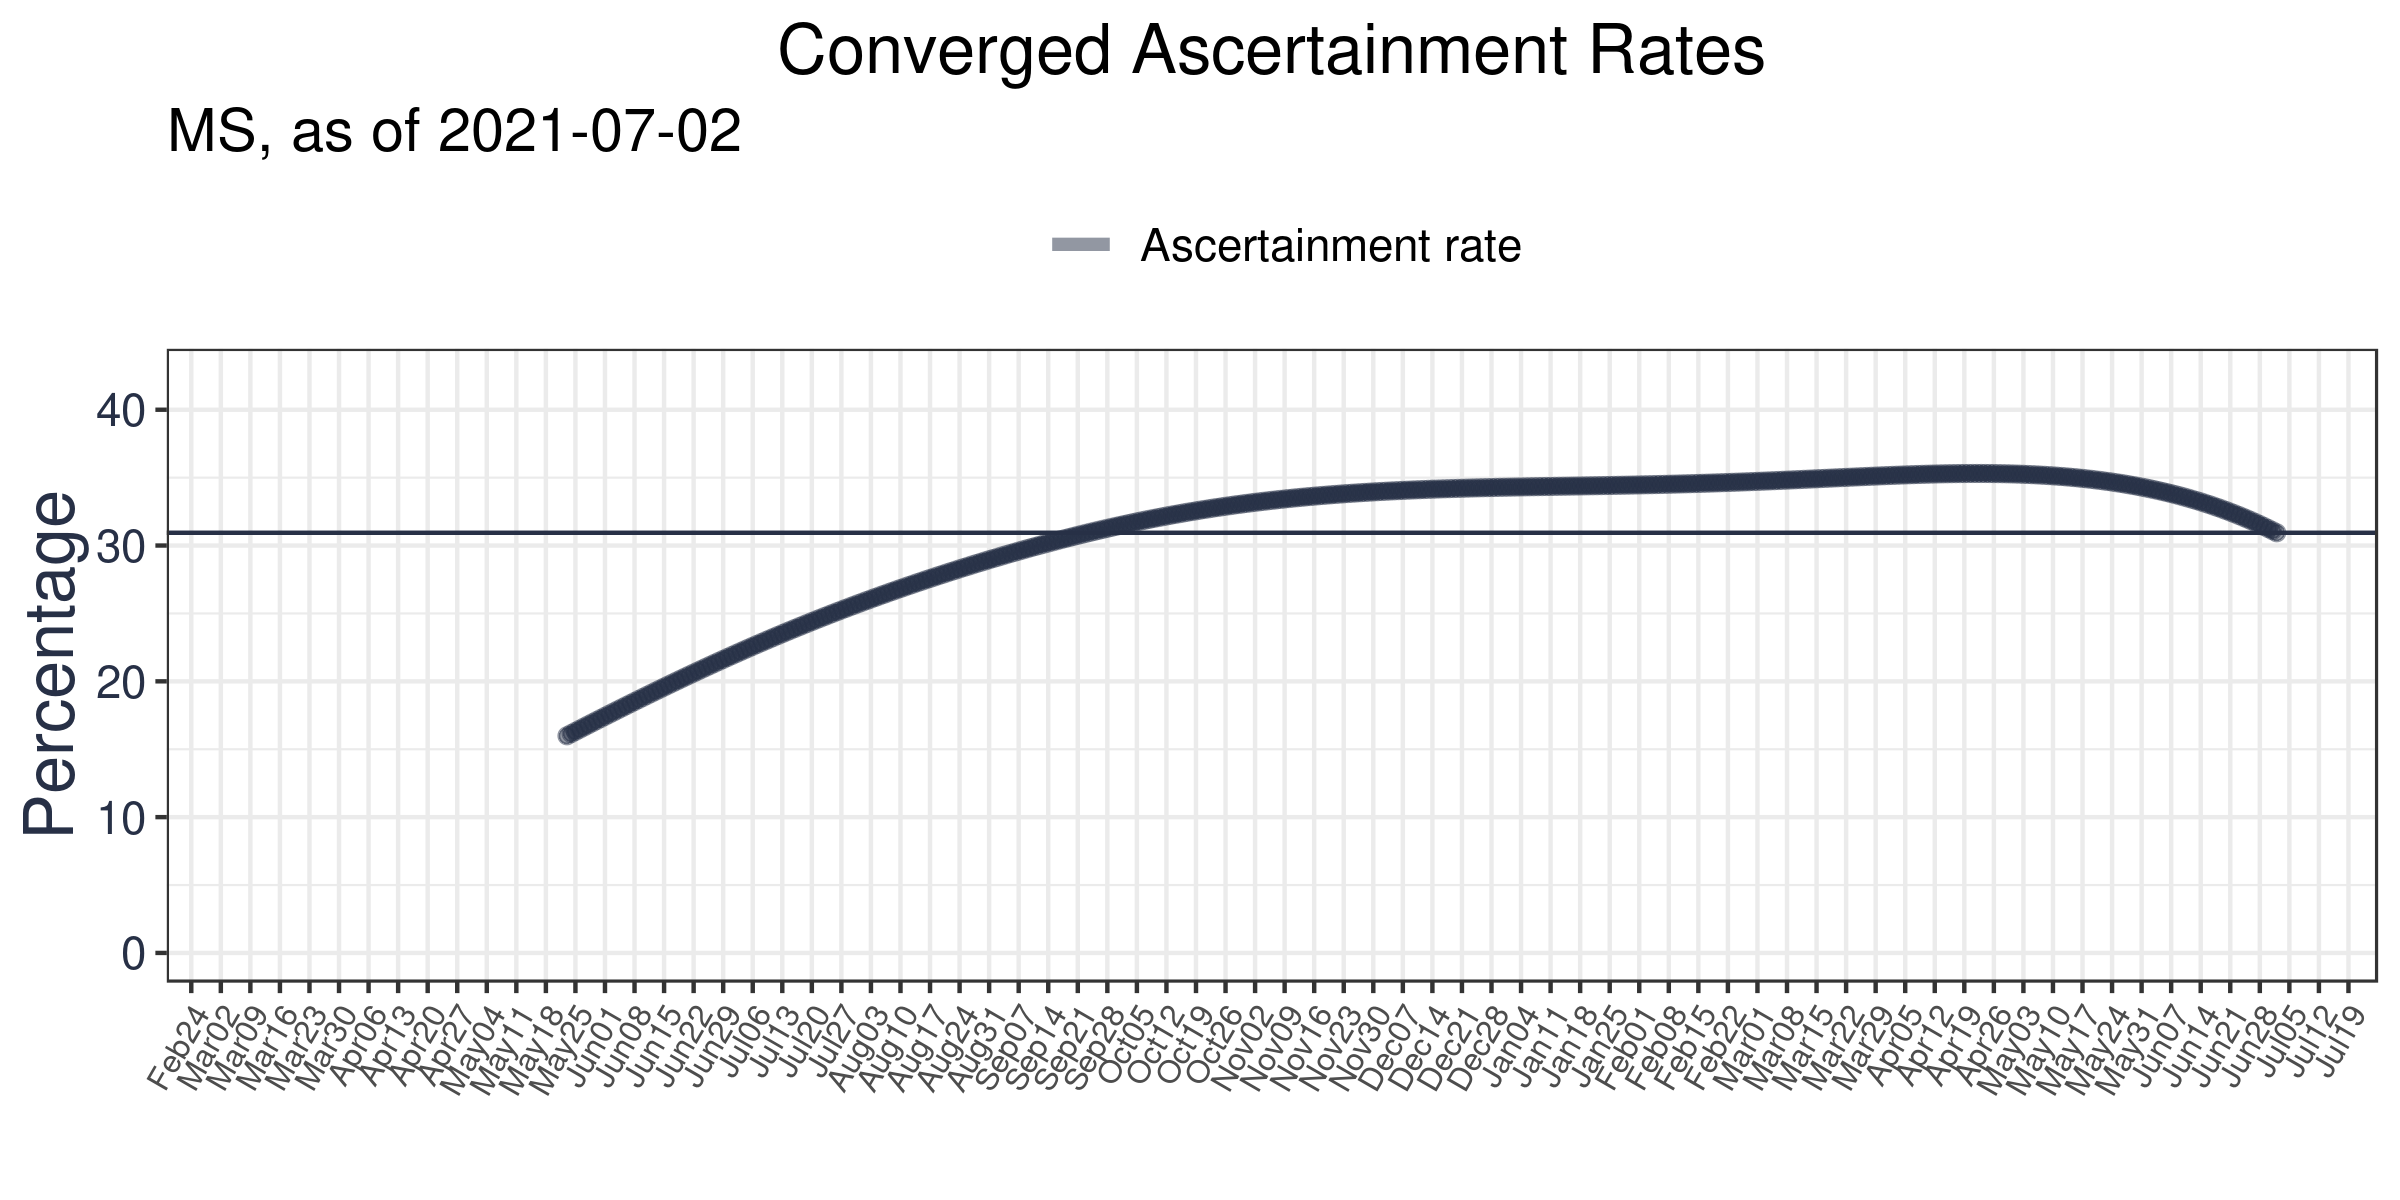 Converged Ascertainment Rates
MS, as of 2021-07-02
Ascertainment rate
Percentage
40
30
20
10
0
Feb24 Mar02 Mar09 Mar16 Mar23 Mar30 Apr06 Apr13 Apr20 Apr27 May04 May11 May18 May25 Jun01 Jun08 Jun15 Jun22 Jun29 Jul06 Jul13 Jul20 Jul27 Aug03 Aug10 Aug17 Aug24 Aug31 Sep07 Sep14 Sep21 Sep28 Oct05 Oct12 Oct19 Oct26 Nov02 Nov09 Nov16 Nov23 Nov30 Dec07 Dec14 Dec21 Dec28 Jan04 Jan11 Jan18 Jan25 Feb01 Feb08 Feb15 Feb22 Mar01 Mar08 Mar15 Mar22 Mar29 Apr05 Apr12 Apr19 Apr26 May03 May10 May17 May24 May31 Jun07 Jun14 Jun21 Jun28 Jul05 Jul12 Jul19